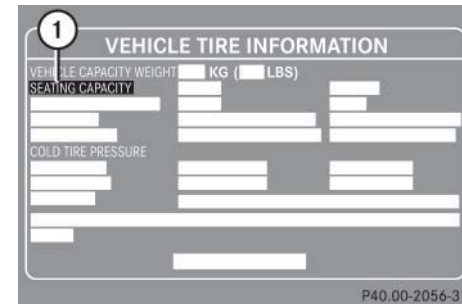 1
VEHICLE TIRE INFORMATION
VEHICLE CAPACITY WEIGHT KG ( LBS)
SEATING CAPACITY
COLD TIRE PRESSURE
P40.00-2056-3